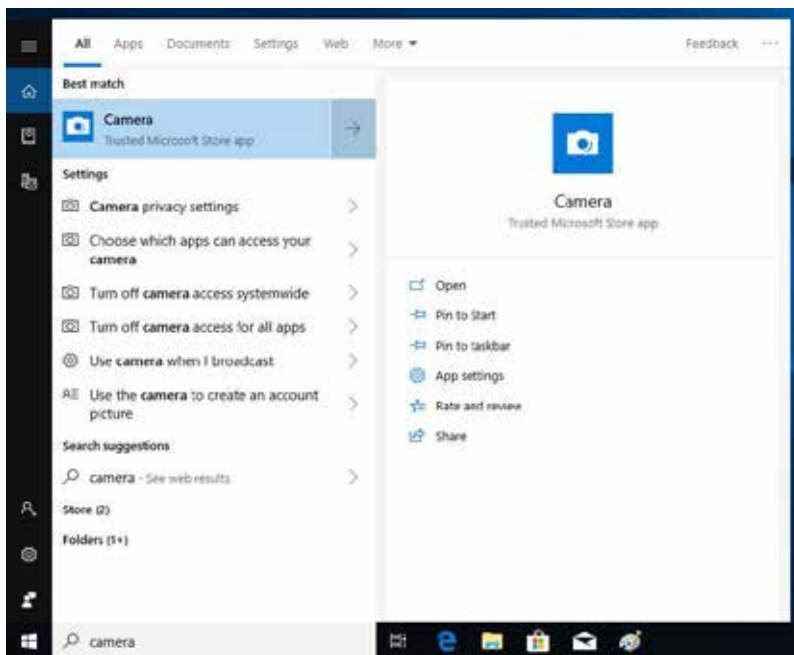 All Apps Documents Settings Web More Feedback ...
Best match
Camera
Trusted Microsoft Store app
Settings
Camera privacy settings
Choose which apps can access your
camera
Turn off camera access systemwide
Turn off camera access for all apps
Use camera when I broadcast
Use the camera to create an account
picture
Search suggestions
camera - See web results
Store (2)
Folders (1+)
camera
Camera
Trusted Microsoft Store app
Open
Pin to Start
Pin to taskbar
App settings
Rate and review
Share